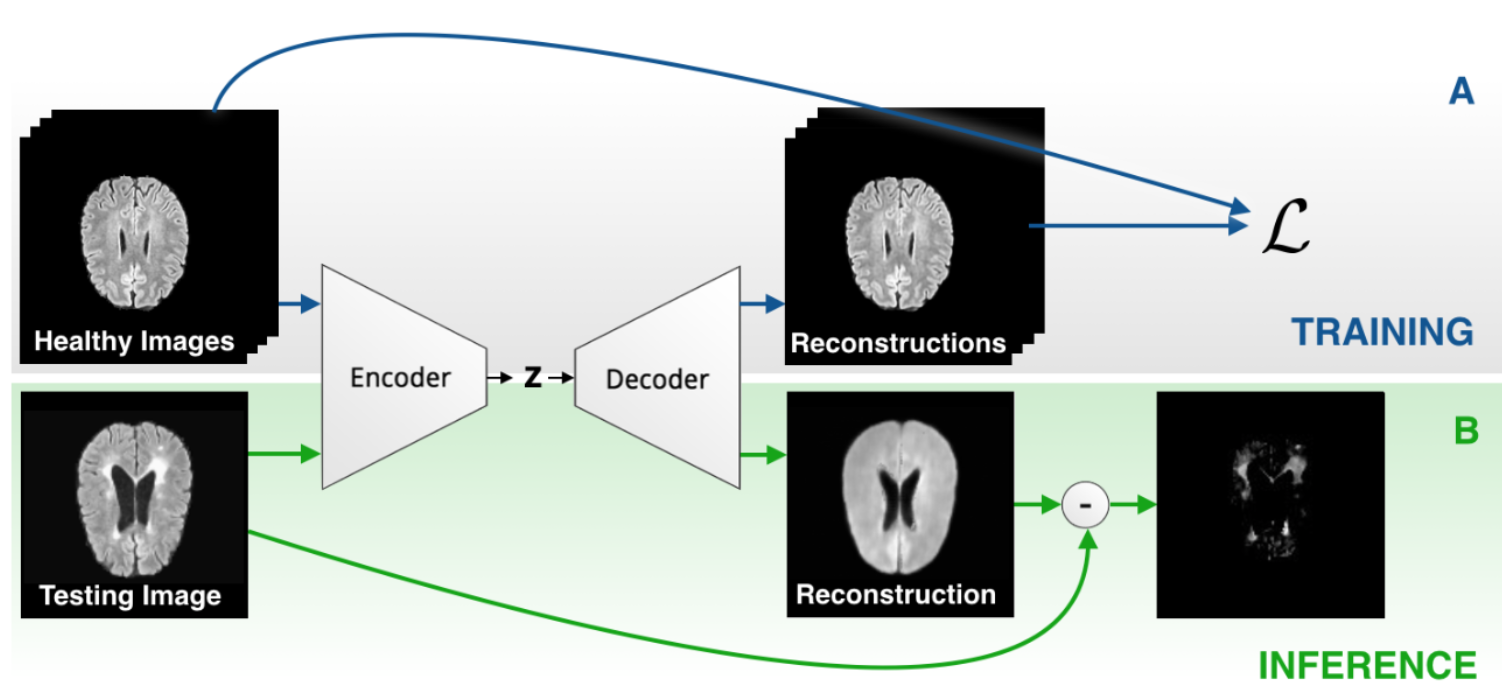 A
ℒ
TRAINING
Healthy Images
Reconstructions
Encoder
z
Decoder
B
-
Testing Image
Reconstruction
INFERENCE